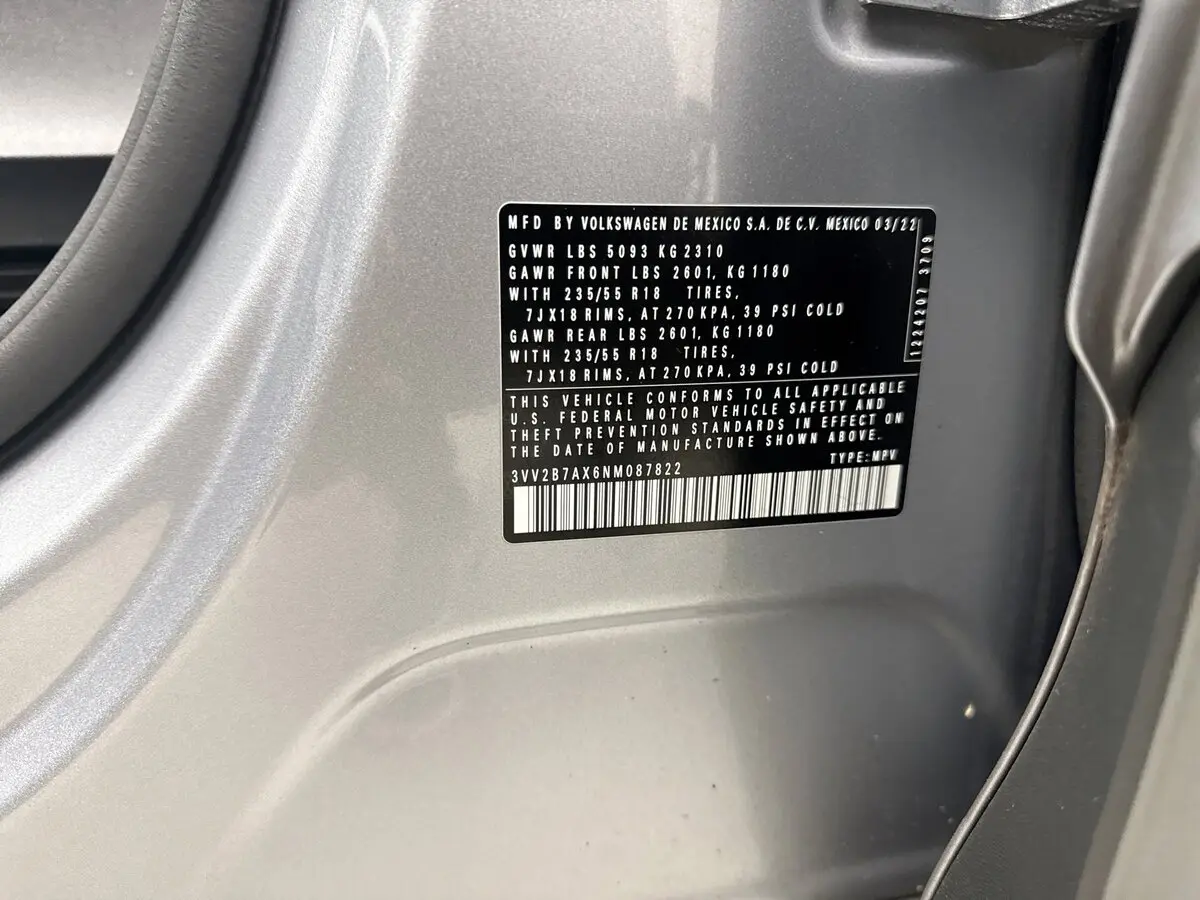 MFD BY VOLKSWAGEN DE MEXICO S.A. DE C.V. MEXICO 03/22
GVWR LBS 5093 KG 2310
GAWR FRONT LBS 2601, KG 1180
WITH 235/55 R18 TIRES,
7JX18 RIMS, AT 270 KPA, 39 PSI COLD
GAWR REAR LBS 2601, KG 1180
WITH 235/55 R18 TIRES,
7JX18 RIMS, AT 270 KPA, 39 PSI COLD
1224207 3709
THIS VEHICLE CONFORMS TO ALL APPLICABLE
U.S. FEDERAL MOTOR VEHICLE SAFETY AND
THEFT PREVENTION STANDARDS IN EFFECT ON
THE DATE OF MANUFACTURE SHOWN ABOVE.
TYPE:MPV
3VV2B7AX6NM087822